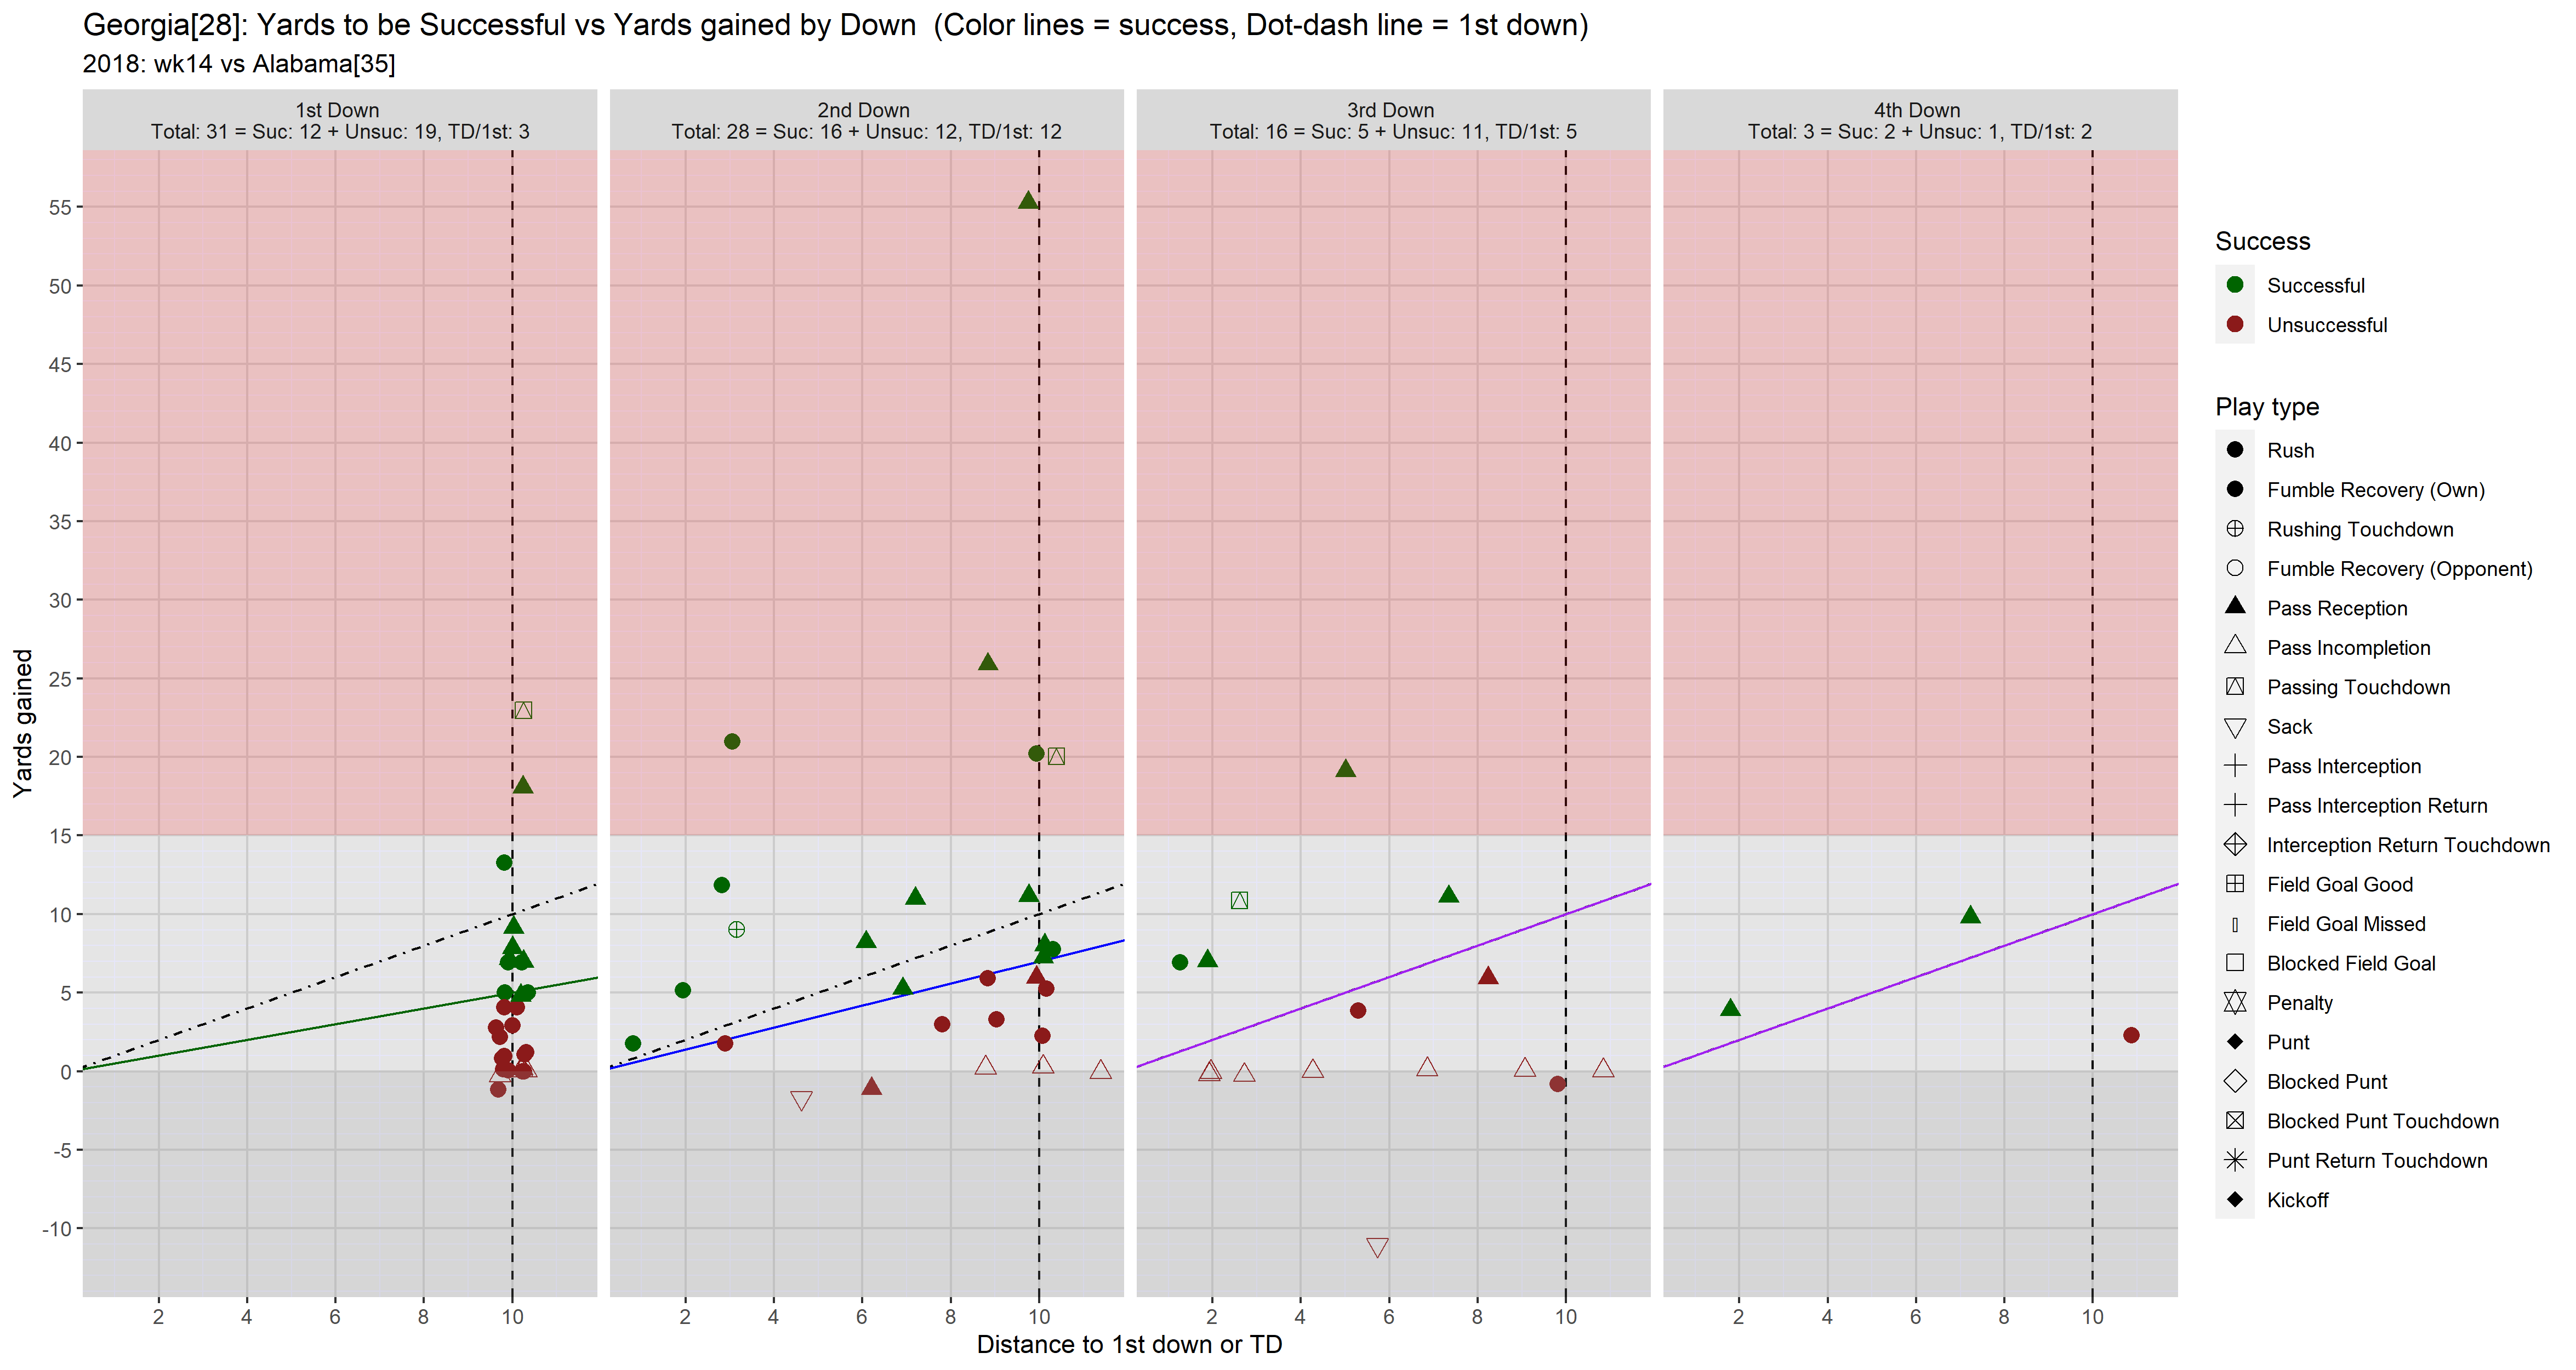 Georgia[28]: Yards to be Successful vs Yards gained by Down  (Color lines = success, Dot-dash line = 1st down)
2018: wk14 vs Alabama[35]
1st Down
Total: 31 = Suc: 12 + Unsuc: 19, TD/1st: 3
2nd Down
Total: 28 = Suc: 16 + Unsuc: 12, TD/1st: 12
3rd Down
Total: 16 = Suc: 5 + Unsuc: 11, TD/1st: 5
4th Down
Total: 3 = Suc: 2 + Unsuc: 1, TD/1st: 2
Yards gained
55
50
45
40
35
30
25
20
15
10
5
0
-5
-10
2 4 6 8 10
2 4 6 8 10
2 4 6 8 10
2 4 6 8 10
Distance to 1st down or TD
Success
Successful
Unsuccessful
Play type
Rush
Fumble Recovery (Own)
Rushing Touchdown
Fumble Recovery (Opponent)
Pass Reception
Pass Incompletion
Passing Touchdown
Sack
Pass Interception
Pass Interception Return
Interception Return Touchdown
Field Goal Good
Field Goal Missed
Blocked Field Goal
Penalty
Punt
Blocked Punt
Blocked Punt Touchdown
Punt Return Touchdown
Kickoff